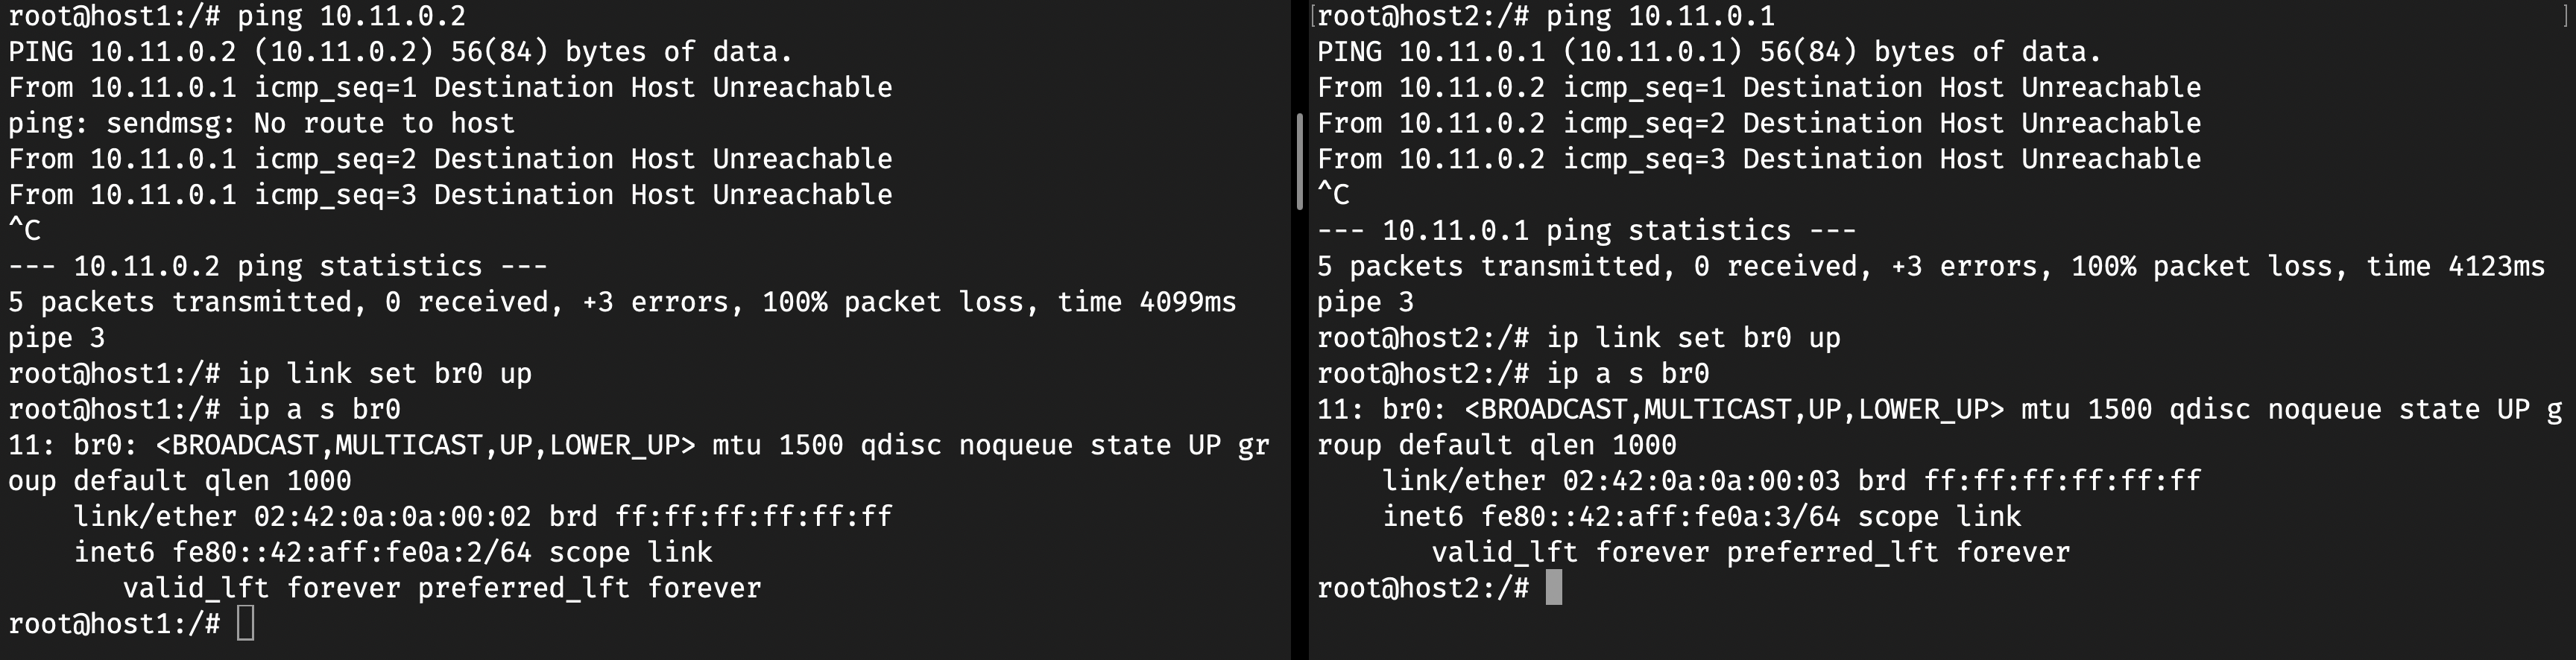 root@host1:/# ping 10.11.0.2
PING 10.11.0.2 (10.11.0.2) 56(84) bytes of data.
From 10.11.0.1 icmp_seq=1 Destination Host Unreachable
ping: sendmsg: No route to host
From 10.11.0.1 icmp_seq=2 Destination Host Unreachable
From 10.11.0.1 icmp_seq=3 Destination Host Unreachable
^C
--- 10.11.0.2 ping statistics ---
5 packets transmitted, 0 received, +3 errors, 100% packet loss, time 4099ms
pipe 3
root@host1:/# ip link set br0 up
root@host1:/# ip a s br0
11: br0: <BROADCAST,MULTICAST,UP,LOWER_UP> mtu 1500 qdisc noqueue state UP gr
oup default qlen 1000
    link/ether 02:42:0a:0a:00:02 brd ff:ff:ff:ff:ff:ff
    inet6 fe80::42:aff:fe0a:2/64 scope link
       valid_lft forever preferred_lft forever
root@host1:/#
[root@host2:/# ping 10.11.0.1 ]
PING 10.11.0.1 (10.11.0.1) 56(84) bytes of data.
From 10.11.0.2 icmp_seq=1 Destination Host Unreachable
From 10.11.0.2 icmp_seq=2 Destination Host Unreachable
From 10.11.0.2 icmp_seq=3 Destination Host Unreachable
^C
--- 10.11.0.1 ping statistics ---
5 packets transmitted, 0 received, +3 errors, 100% packet loss, time 4123ms
pipe 3
root@host2:/# ip link set br0 up
root@host2:/# ip a s br0
11: br0: <BROADCAST,MULTICAST,UP,LOWER_UP> mtu 1500 qdisc noqueue state UP g
roup default qlen 1000
    link/ether 02:42:0a:0a:00:03 brd ff:ff:ff:ff:ff:ff
    inet6 fe80::42:aff:fe0a:3/64 scope link
       valid_lft forever preferred_lft forever
root@host2:/#